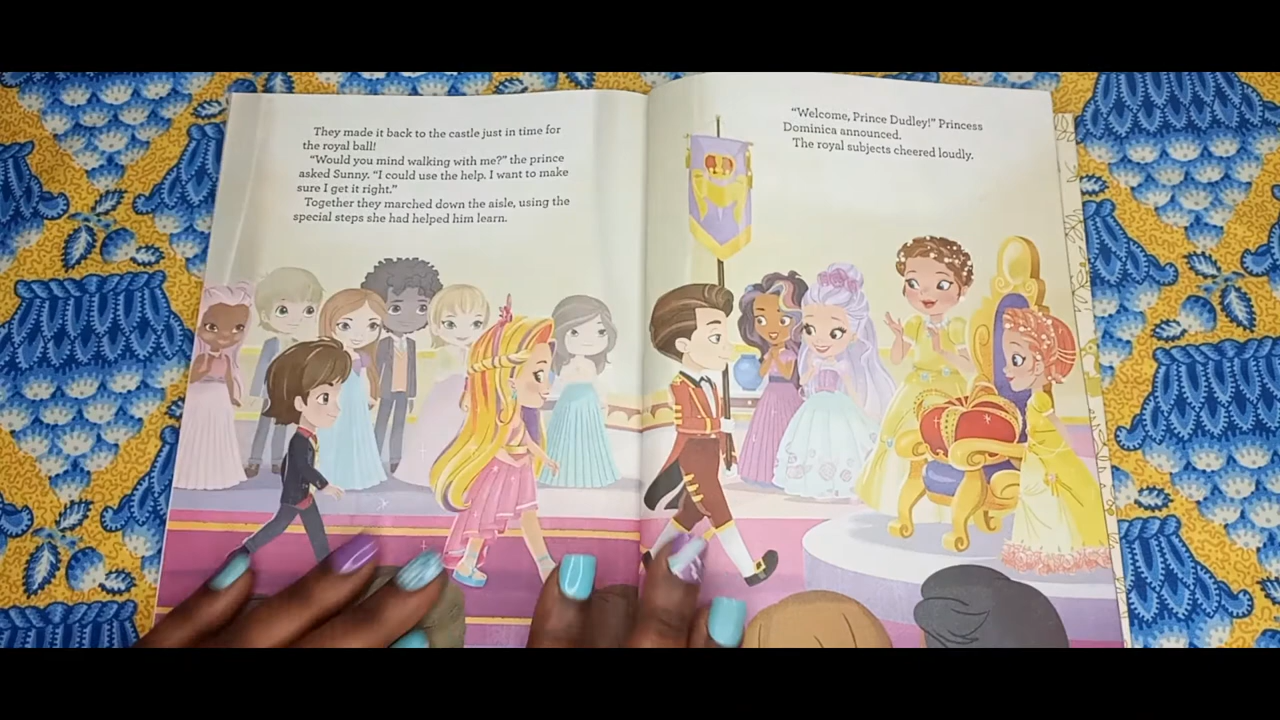 They made it back to the castle just in time for
the royal ball!
“Would you mind walking with me?” the prince
asked Sunny. “I could use the help. I want to make
sure I get it right.”
Together they marched down the aisle, using the
special steps she had helped him learn.
“Welcome, Prince Dudley!” Princess
Dominica announced.
The royal subjects cheered loudly.